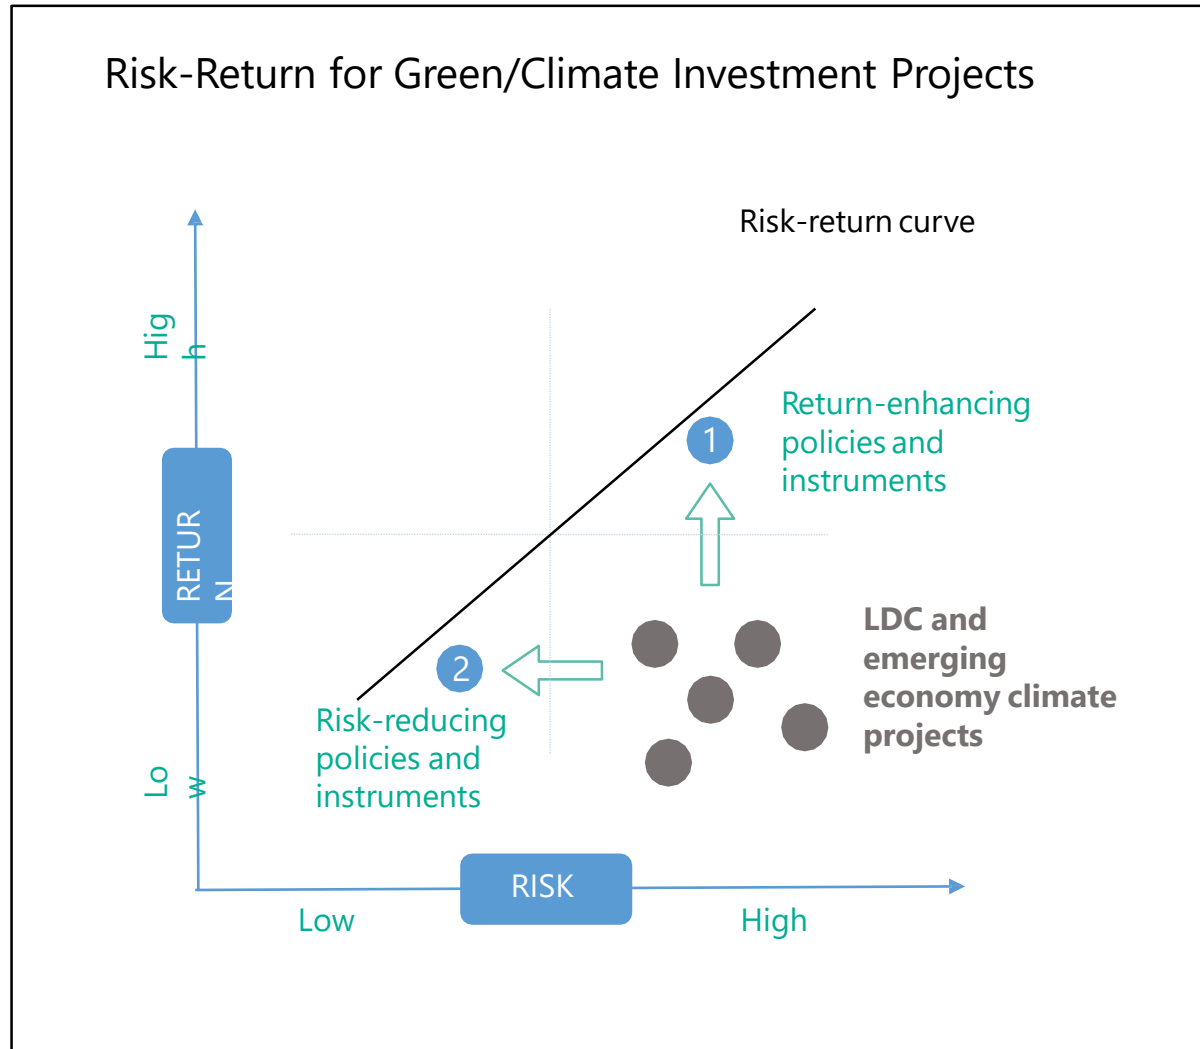 Risk-Return for Green/Climate Investment Projects
Risk-return curve
Hig
h
Return-enhancing
policies and
instruments
1
RETUR
N
LDC and
emerging
economy climate
projects
2
Risk-reducing
policies and
instruments
Lo
w
RISK
Low
High